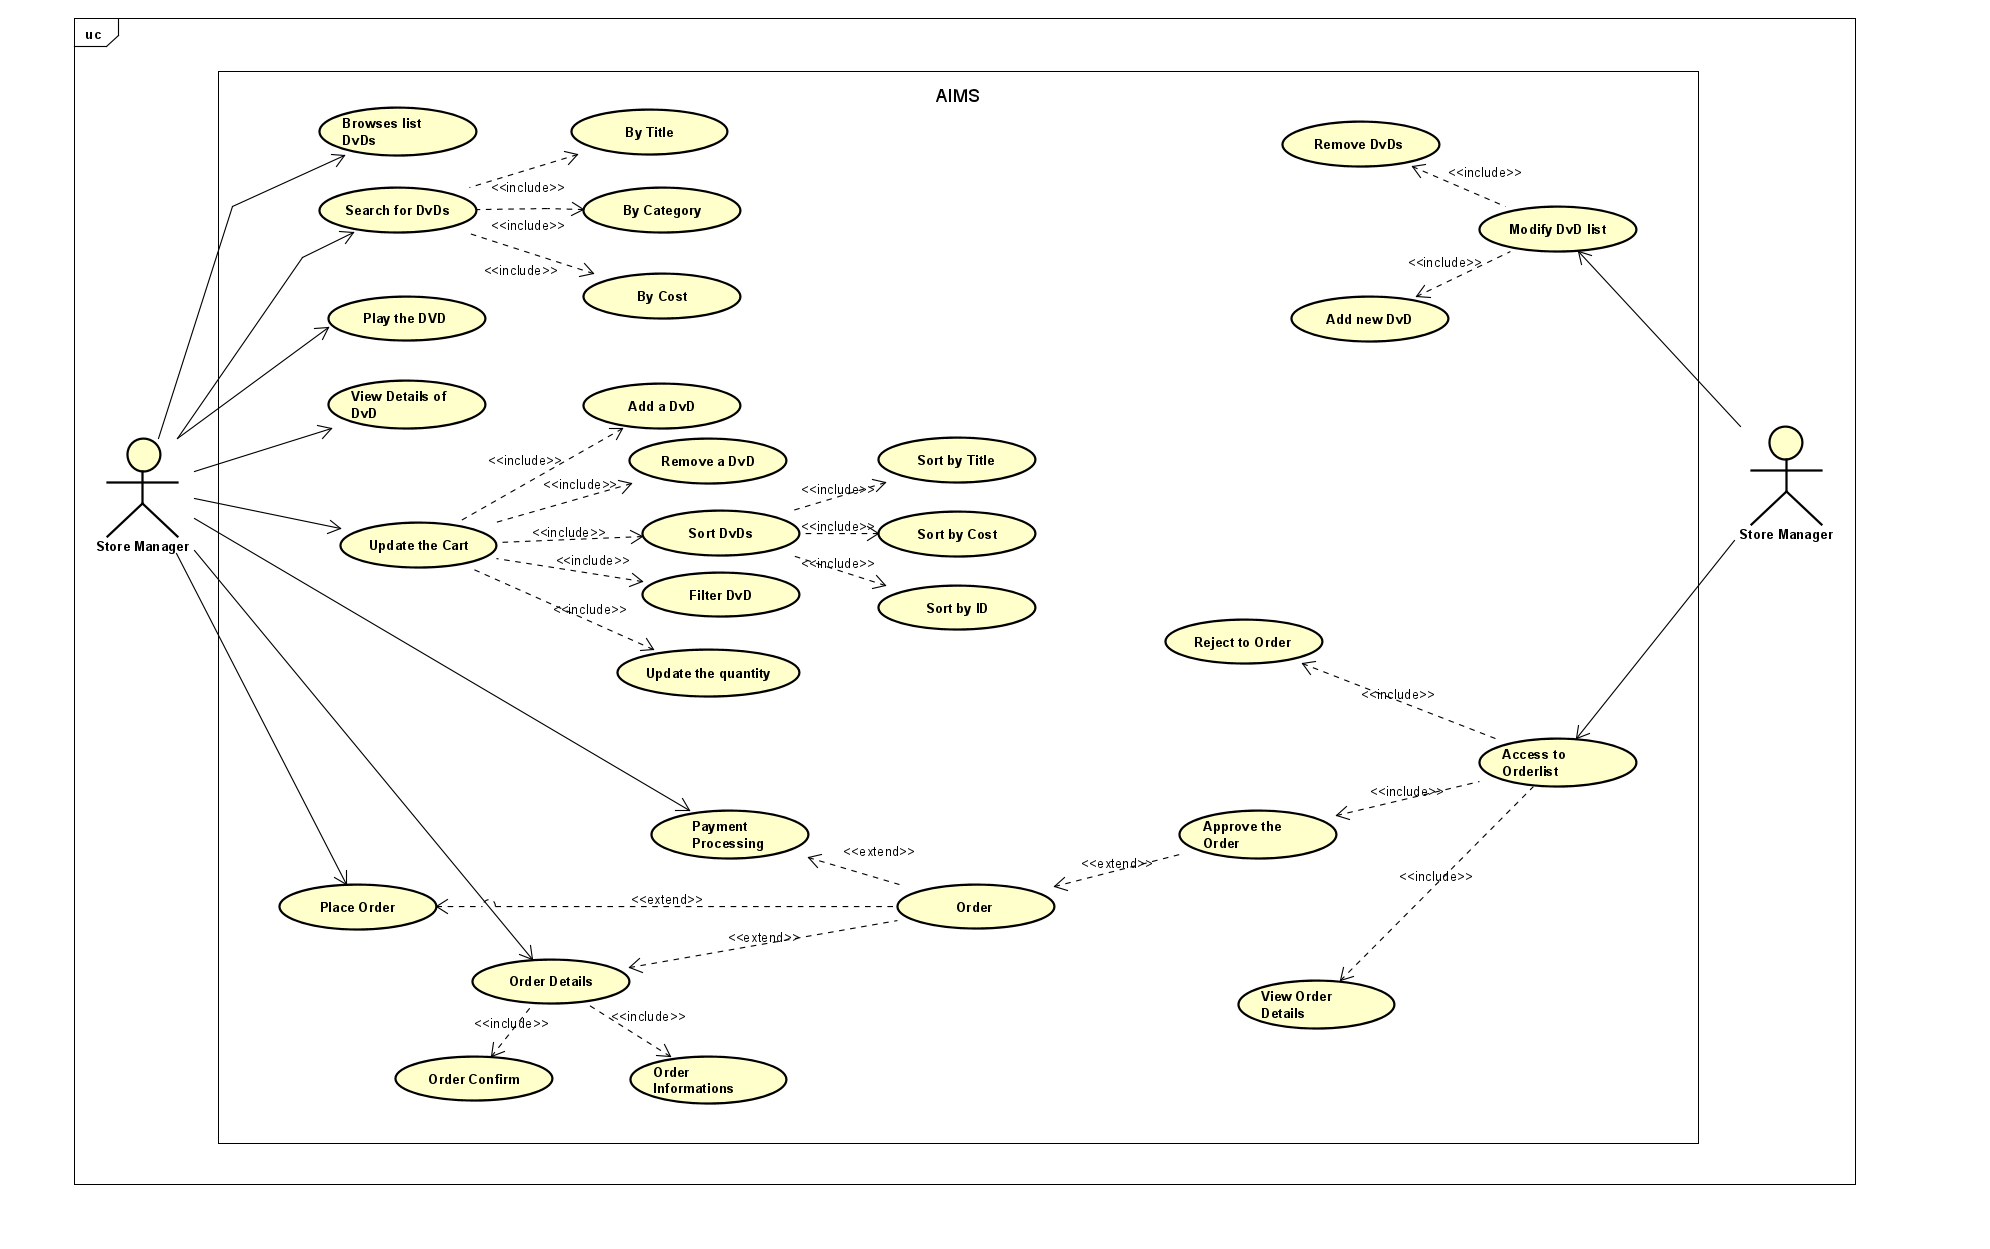 uc
AIMS
Browses list
DvDs
By Title
Remove DvDs
<<include>>
<<include>>
Search for DvDs
By Category
<<include>>
Modify DvD list
<<include>>
<<include>>
By Cost
Play the DVD
Add new DvD
View Details of
DvD
Add a DvD
<<include>>
Remove a DvD
Sort by Title
<<include>>
<<include>>
Sort DvDs
<<include>>
<<include>>
Sort by Cost
Store Manager
Store Manager
Update the Cart
<<include>>
<<include>>
Filter DvD
Sort by ID
<<include>>
Update the quantity
Reject to Order
<<include>>
Access to
Orderlist
<<include>>
Payment
Processing
Approve the
Order
<<extend>>
<<extend>>
<<include>>
Place Order
<<extend>>
Order
<<extend>>
Order Details
View Order
Details
<<include>>
<<include>>
Order Confirm
Order
Informations